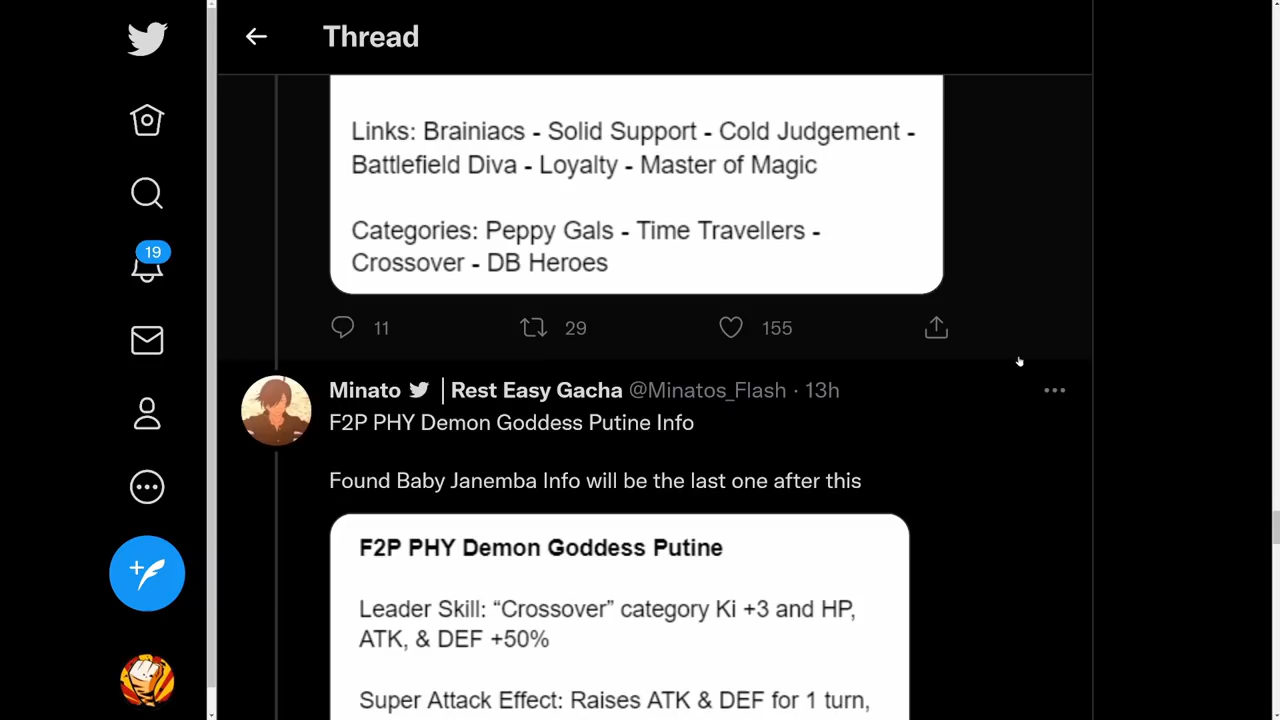 Thread
Links: Brainiacs - Solid Support - Cold Judgement -
Battlefield Diva - Loyalty - Master of Magic
Categories: Peppy Gals - Time Travellers -
Crossover - DB Heroes
19
11 29 155
Minato | Rest Easy Gacha @Minatos_Flash · 13h
F2P PHY Demon Goddess Putine Info
Found Baby Janemba Info will be the last one after this
F2P PHY Demon Goddess Putine
Leader Skill: “Crossover” category Ki +3 and HP,
ATK, & DEF +50%
Super Attack Effect: Raises ATK & DEF for 1 turn,